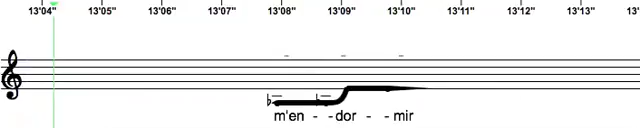 13'04" 13'05" 13'06" 13'07" 13'08" 13'09" 13'10" 13'11" 13'12" 13'13" 13'
m'en - - dor - - mir